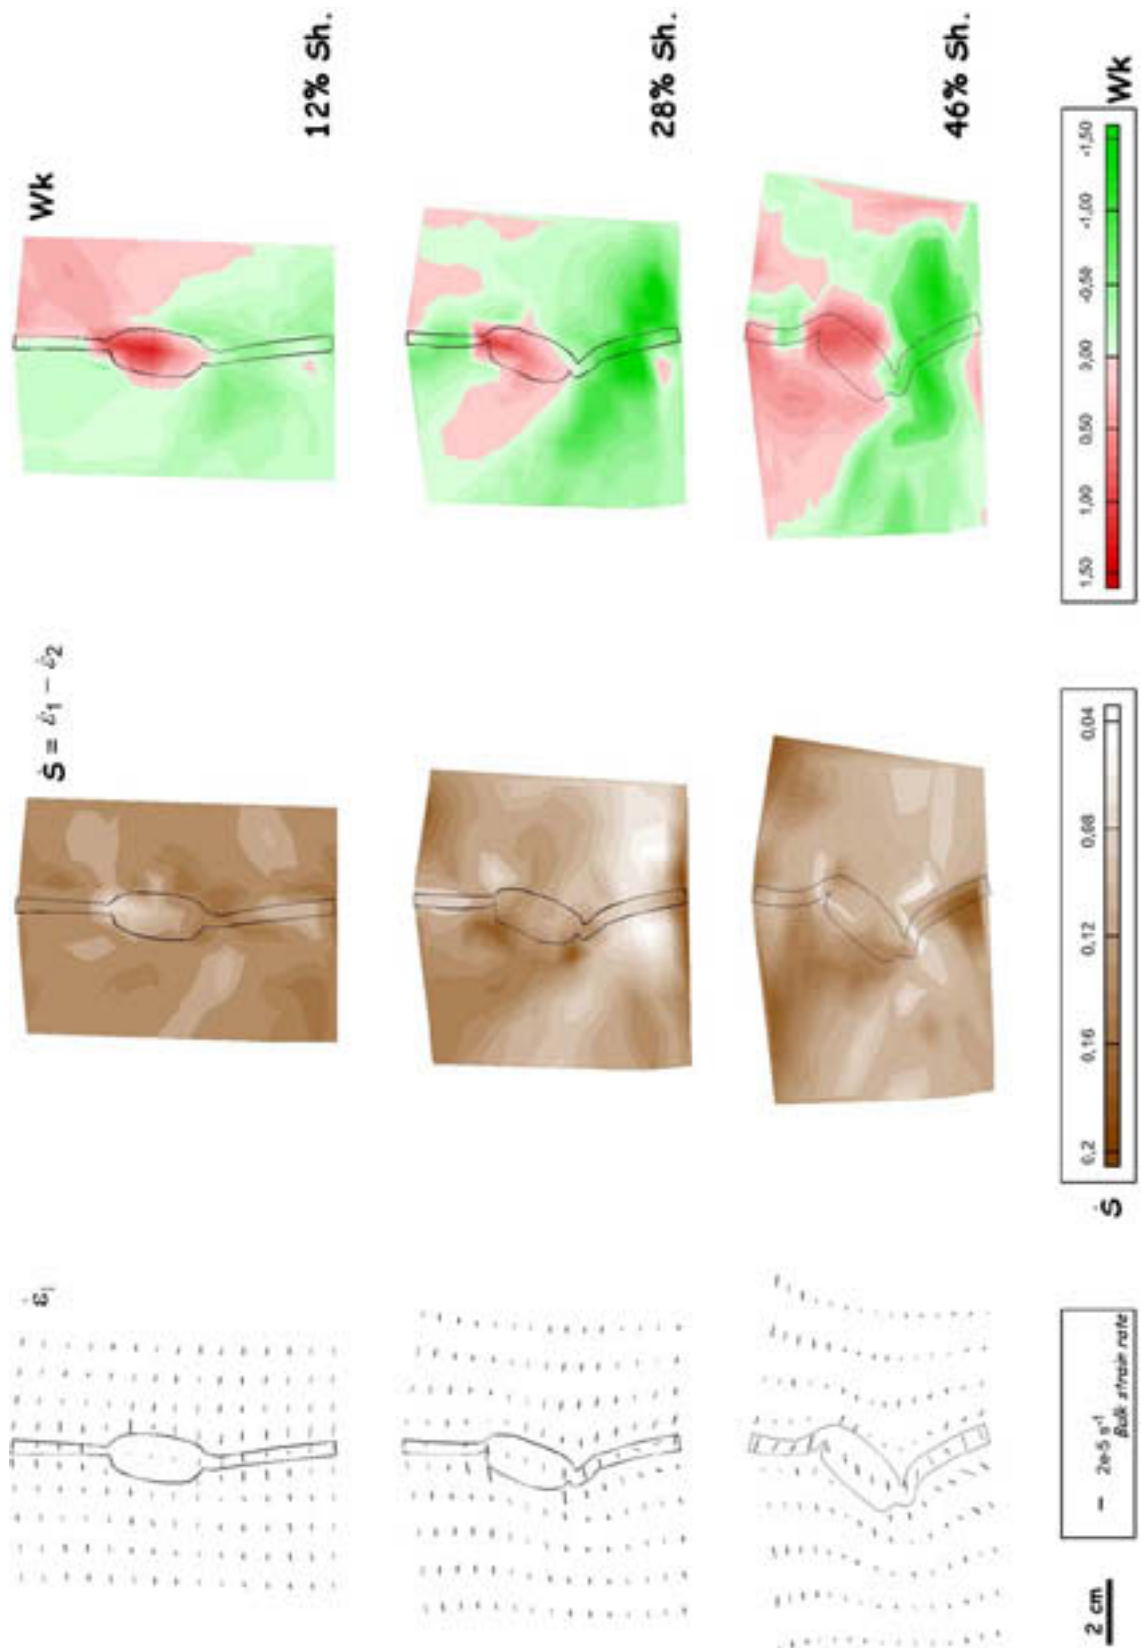 ε̇₁
Ṡ = ε̇₁ − ε̇₂
Wk
12% Sh.
28% Sh.
46% Sh.
2 cm
2e-5 s⁻¹
Bulk strain rate
Ṡ
0,2 0,16 0,12 0,08 0,04
1,50 1,00 0,50 0,00 -0,50 -1,00 -1,50
Wk